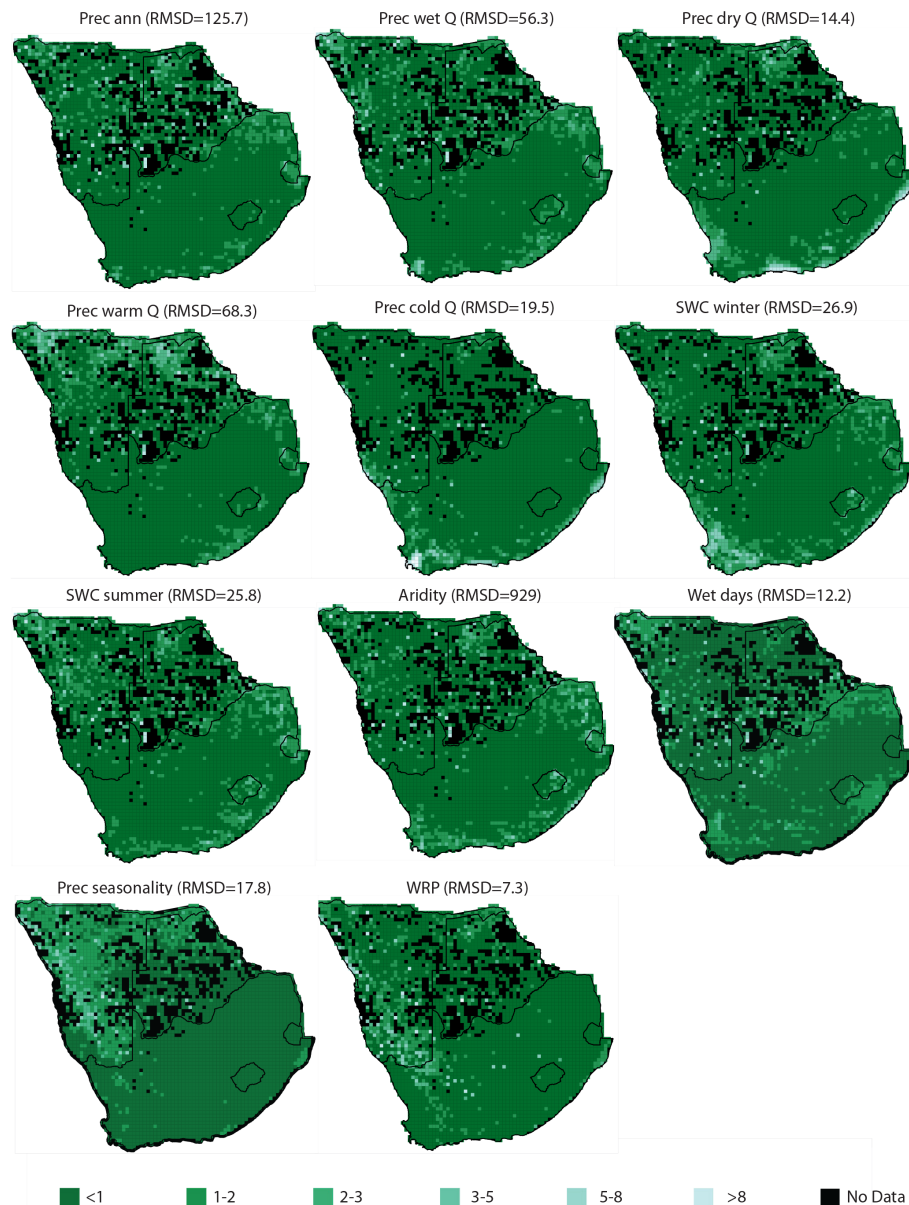 Prec ann (RMSD=125.7)
Prec wet Q (RMSD=56.3)
Prec dry Q (RMSD=14.4)
Prec warm Q (RMSD=68.3)
Prec cold Q (RMSD=19.5)
SWC winter (RMSD=26.9)
SWC summer (RMSD=25.8)
Aridity (RMSD=929)
Wet days (RMSD=12.2)
Prec seasonality (RMSD=17.8)
WRP (RMSD=7.3)
<1
1-2
2-3
3-5
5-8
>8
No Data